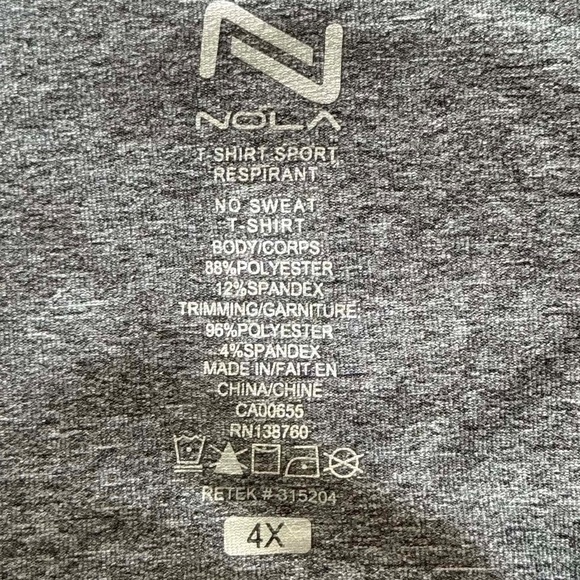 NOLA
T-SHIRT SPORT
RESPIRANT
NO SWEAT
T-SHIRT
BODY/CORPS:
88%POLYESTER
12%SPANDEX
TRIMMING/GARNITURE:
96%POLYESTER
4%SPANDEX
MADE IN/FAIT EN
CHINA/CHINE
CA00655
RN138760
RETEK # 315204
4X